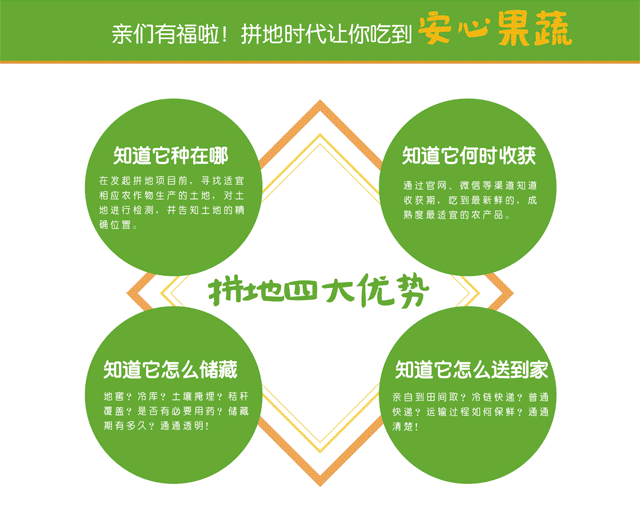 亲们有福啦！拼地时代让你吃到安心果蔬
知道它种在哪
在发起拼地项目前，寻找适宜
相应农作物生产的土地，对土
地进行检测，并告知土地的精
确位置。
知道它何时收获
通过官网、微信等渠道知道
收获期，吃到最新鲜的，成
熟度最适宜的农产品。
拼地四大优势
知道它怎么储藏
地窖？冷库？土壤掩埋？秸秆
覆盖？是否有必要用药？储藏
期有多久？通通透明！
知道它怎么送到家
亲自到田间取？冷链快递？普通
快递？运输过程如何保鲜？通通
清楚！